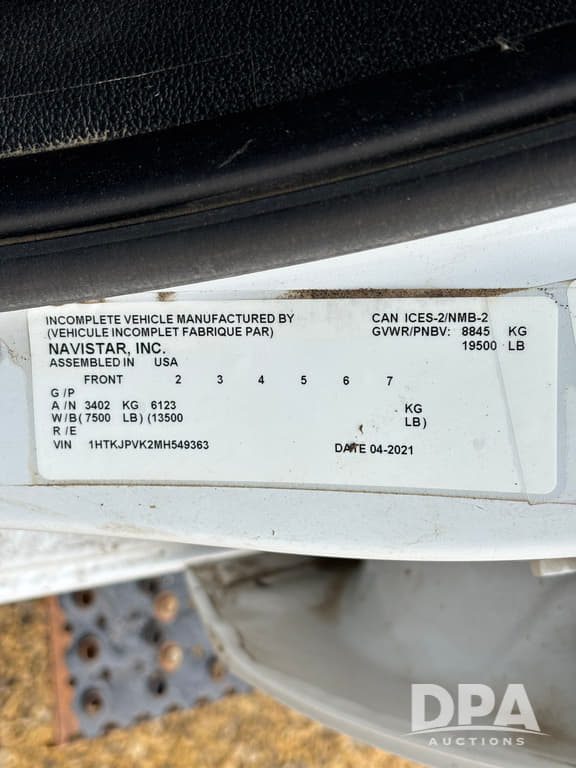 INCOMPLETE VEHICLE MANUFACTURED BY
(VEHICULE INCOMPLET FABRIQUE PAR)
NAVISTAR, INC.
ASSEMBLED IN USA
CAN ICES-2/NMB-2
GVWR/PNBV: 8845 KG
19500 LB
FRONT 2 3 4 5 6 7
G/P
A/N 3402 KG 6123 KG
W/B( 7500 LB) (13500 LB)
R/E
VIN 1HTKJPVK2MH549363 DATE 04-2021
DPA
AUCTIONS